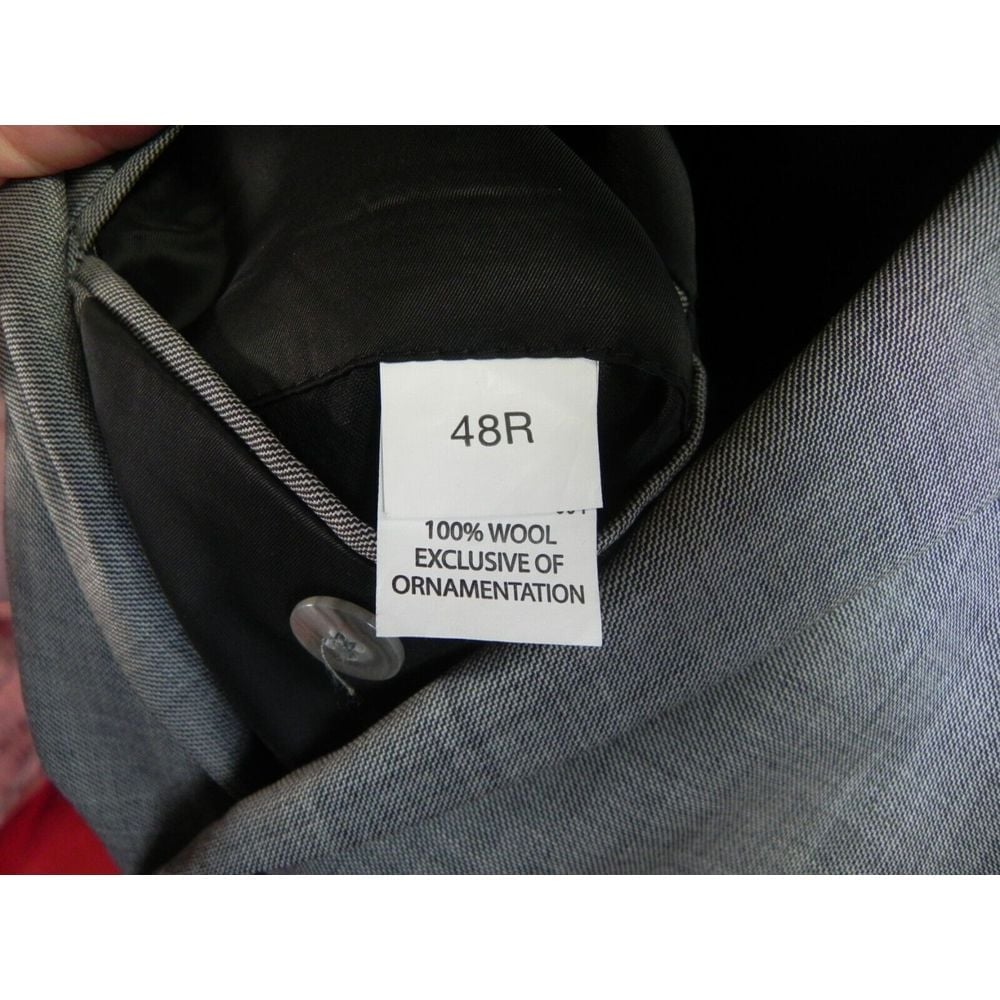 48R
100% WOOL
EXCLUSIVE OF
ORNAMENTATION